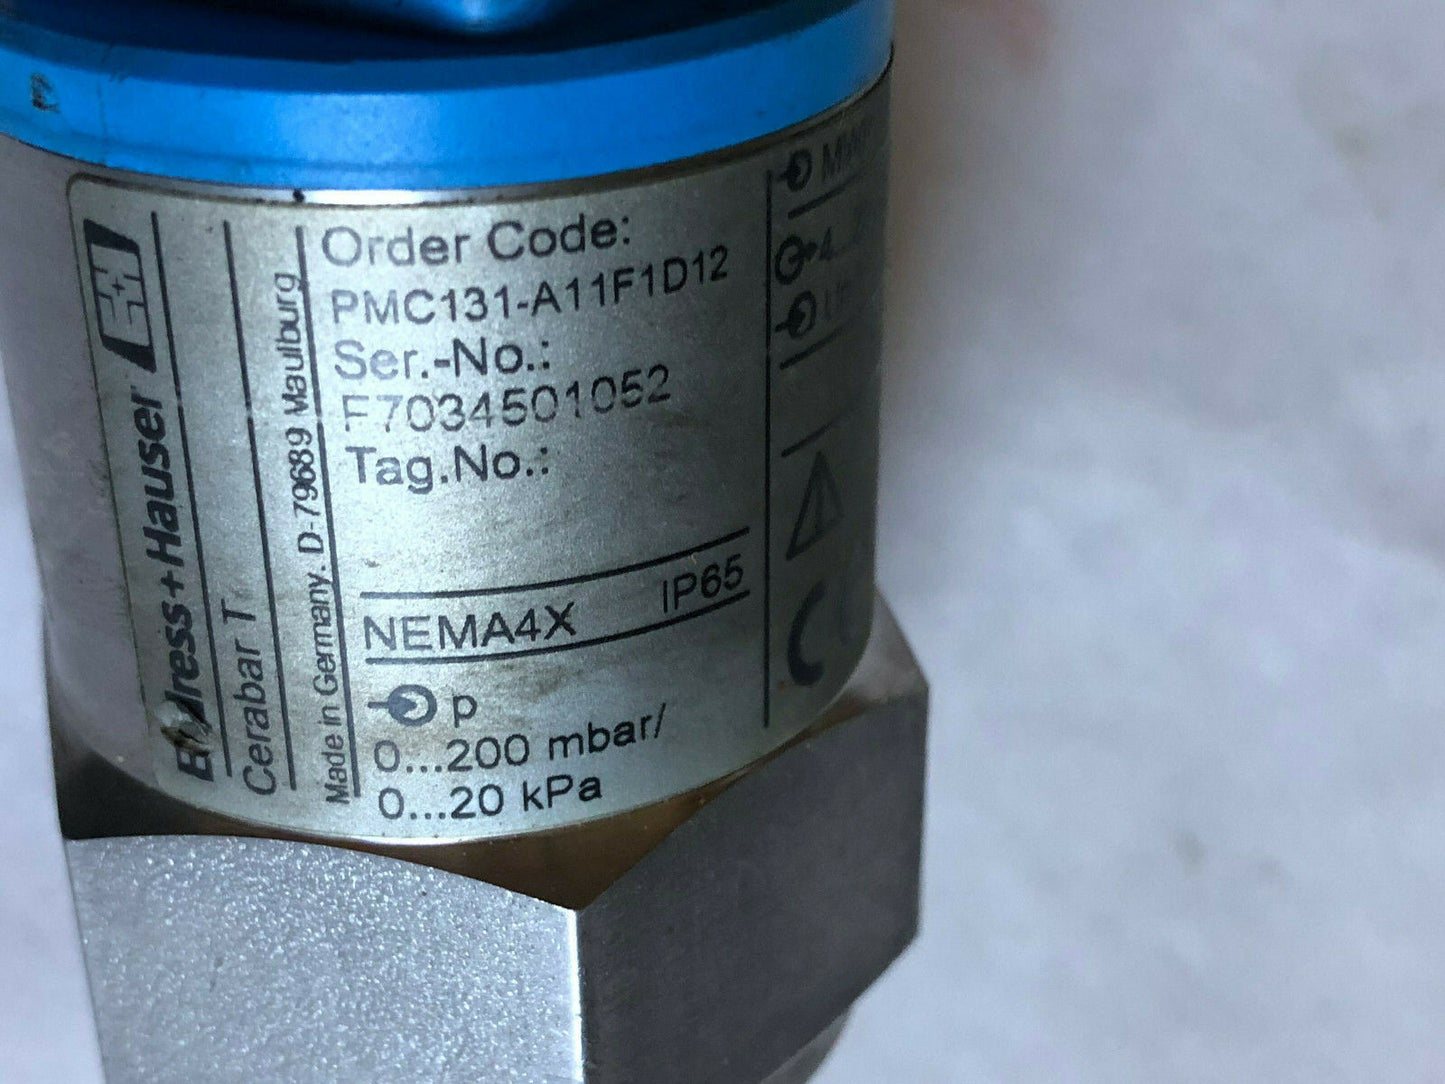 E+H
Endress+Hauser
Cerabar T
Made in Germany. D-79689 Maulburg
Order Code:
PMC131-A11F1D12
Ser.-No.:
F7034501052
Tag.No.:
NEMA4X IP65
p
0...200 mbar/
0...20 kPa